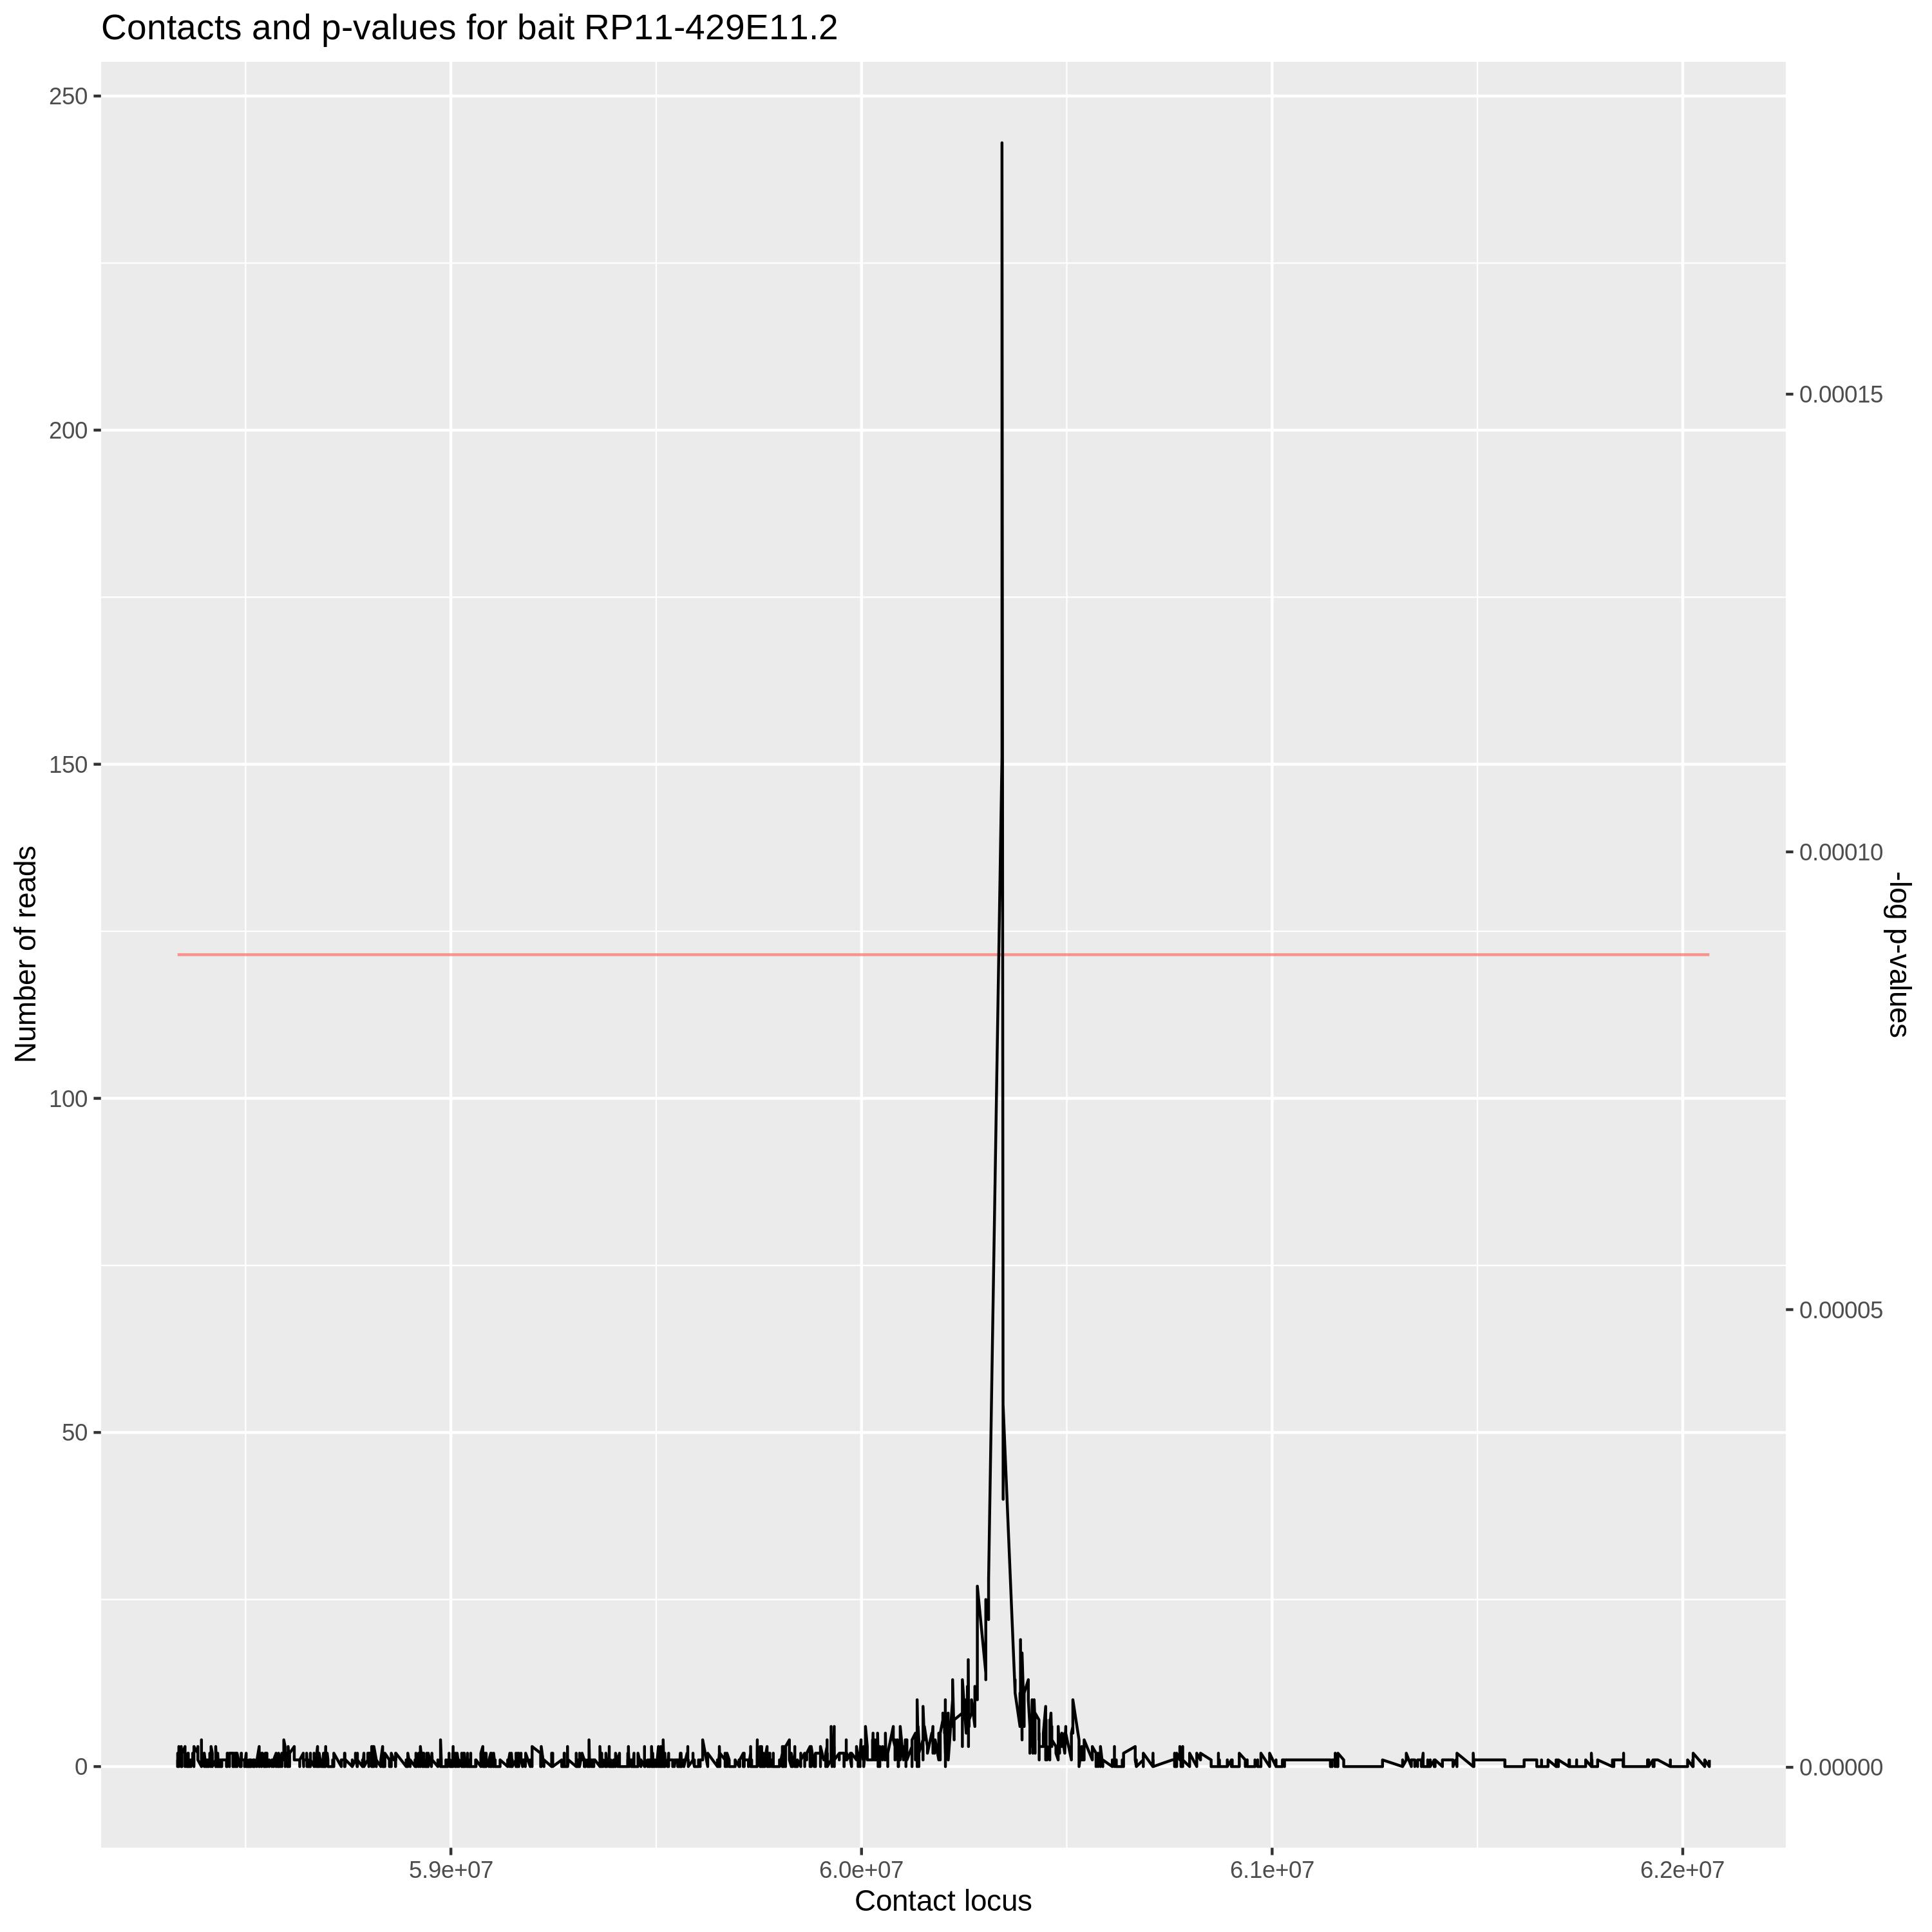 Contacts and p-values for bait RP11-429E11.2
250
200
150
100
50
0
Number of reads
0.00015
0.00010
0.00005
0.00000
-log p-values
5.9e+07 6.0e+07 6.1e+07 6.2e+07
Contact locus